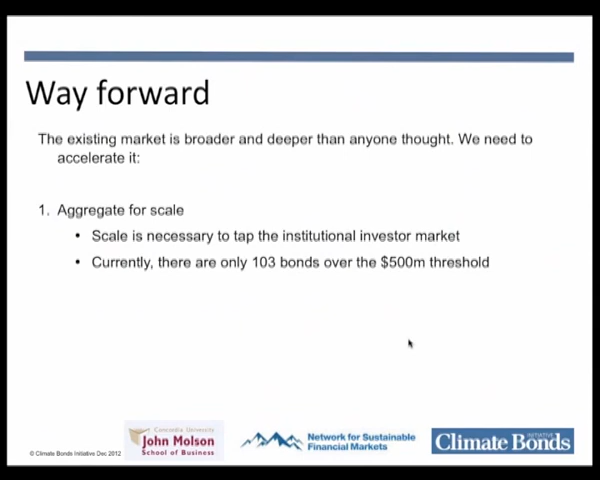 Way forward
The existing market is broader and deeper than anyone thought. We need to
accelerate it:
1. Aggregate for scale
• Scale is necessary to tap the institutional investor market
• Currently, there are only 103 bonds over the $500m threshold
© Climate Bonds Initiative Dec 2012
Concordia University
John Molson
School of Business
Network for Sustainable
Financial Markets
INITIATIVE
Climate Bonds